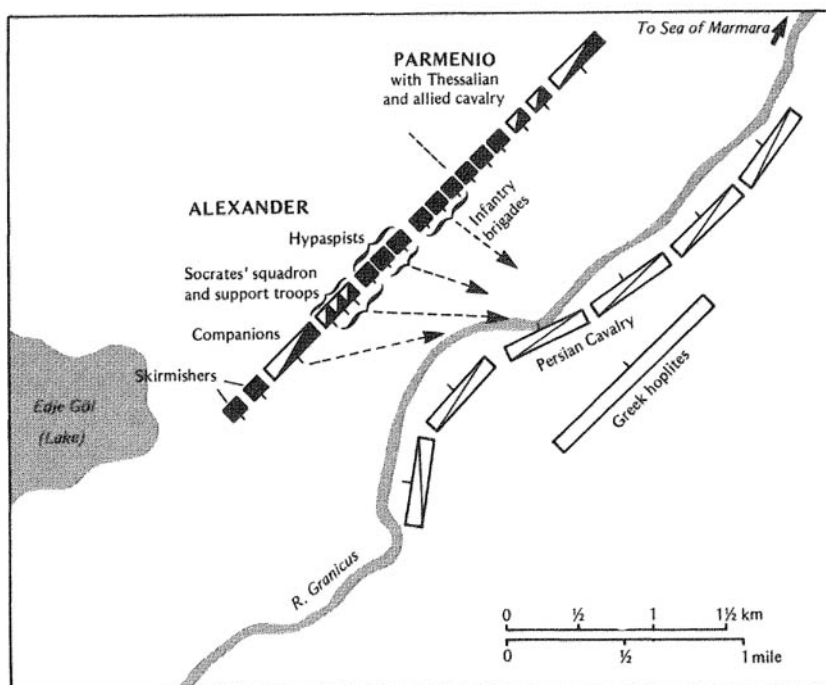 To Sea of Marmara
PARMENIO
with Thessalian
and allied cavalry
ALEXANDER
Hypaspists
Infantry
brigades
Socrates' squadron
and support troops
Companions
Skirmishers
Persian Cavalry
Greek hoplites
Edje Göl
(Lake)
R. Granicus
0 ½ 1 1½ km
0 ½ 1 mile